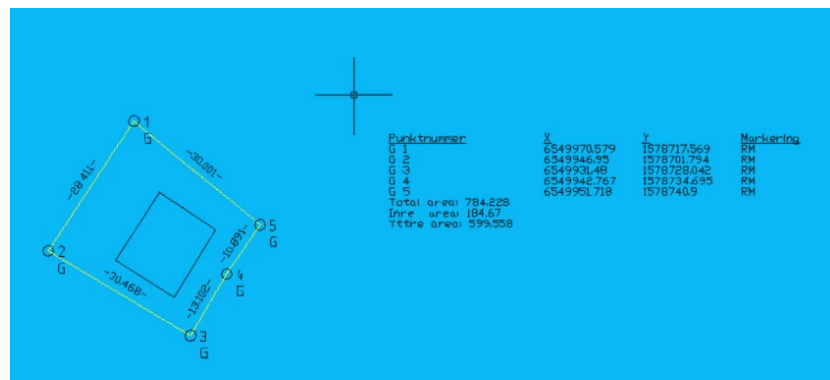 1
G
-30.001-
-28.411-
5
G
-10.891-
2
G
4
G
-30.468-
-13.102-
3
G
Punktnummer X Y Markering
G 1 6549970.579 1578717.569 RM
G 2 6549946.95 1578701.794 RM
G 3 6549931.48 1578728.042 RM
G 4 6549942.767 1578734.695 RM
G 5 6549951.718 1578740.9 RM
Total area: 784.228
Inre area: 184.67
Yttre area: 599.558